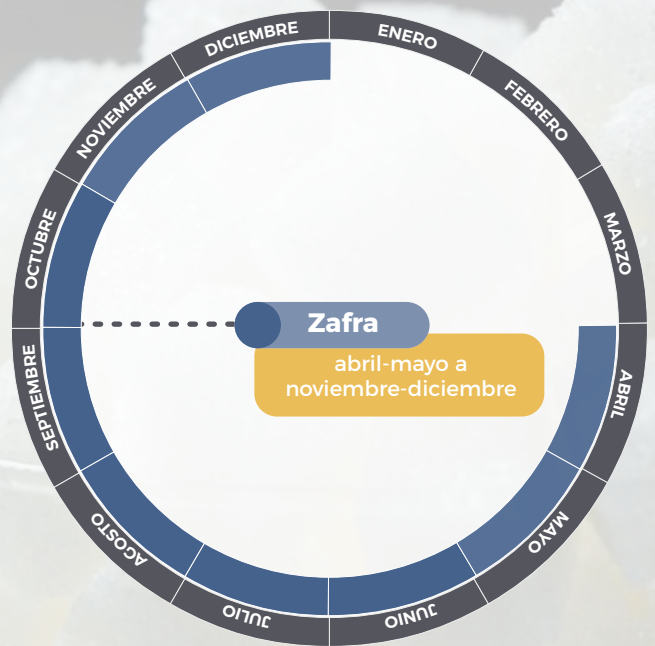 ENERO
FEBRERO
MARZO
ABRIL
MAYO
JUNIO
JULIO
AGOSTO
SEPTIEMBRE
OCTUBRE
NOVIEMBRE
DICIEMBRE
Zafra
abril-mayo a
noviembre-diciembre